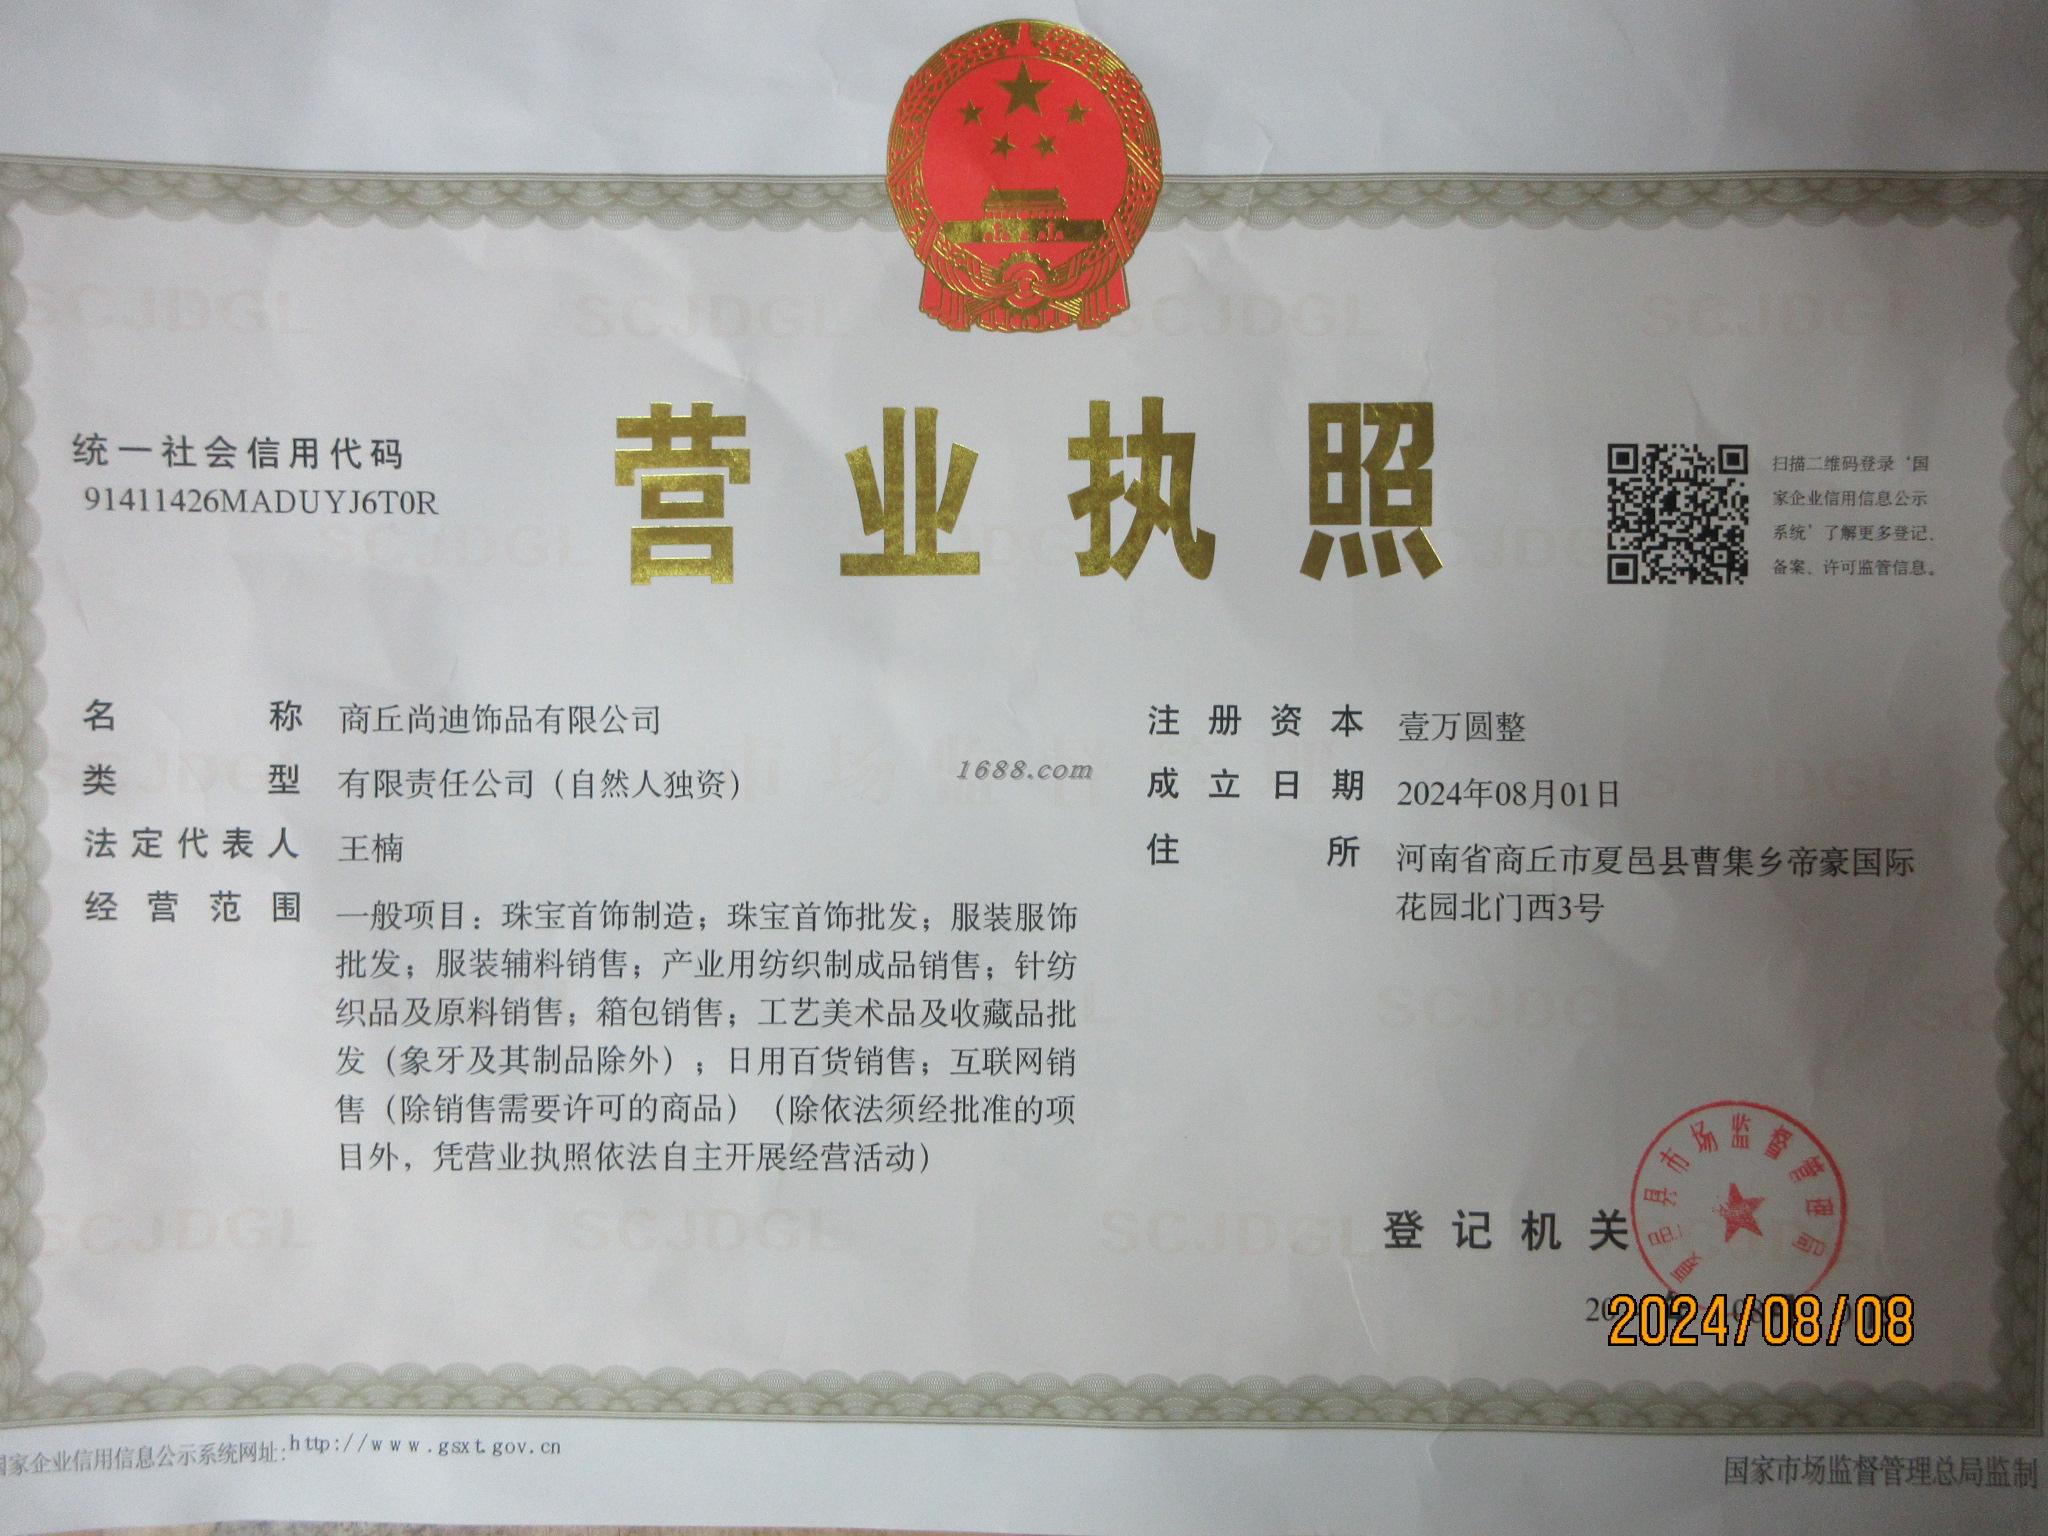 营业执照
统一社会信用代码
91411426MADUYJ6T0R
扫描二维码登录‘国
家企业信用信息公示
系统’了解更多登记、
备案、许可监管信息。
名称 商丘尚迪饰品有限公司
类型 有限责任公司（自然人独资）
法定代表人 王楠
经营范围 一般项目：珠宝首饰制造；珠宝首饰批发；服装服饰
批发；服装辅料销售；产业用纺织制成品销售；针纺
织品及原料销售；箱包销售；工艺美术品及收藏品批
发（象牙及其制品除外）；日用百货销售；互联网销
售（除销售需要许可的商品）（除依法须经批准的项
目外，凭营业执照依法自主开展经营活动）
1688.com
注册资本 壹万圆整
成立日期 2024年08月01日
住所 河南省商丘市夏邑县曹集乡帝豪国际
花园北门西3号
登记机关
夏邑县市场监督管理局
2024/08/08
国家企业信用信息公示系统网址:http://www.gsxt.gov.cn
国家市场监督管理总局监制
SCJDGL